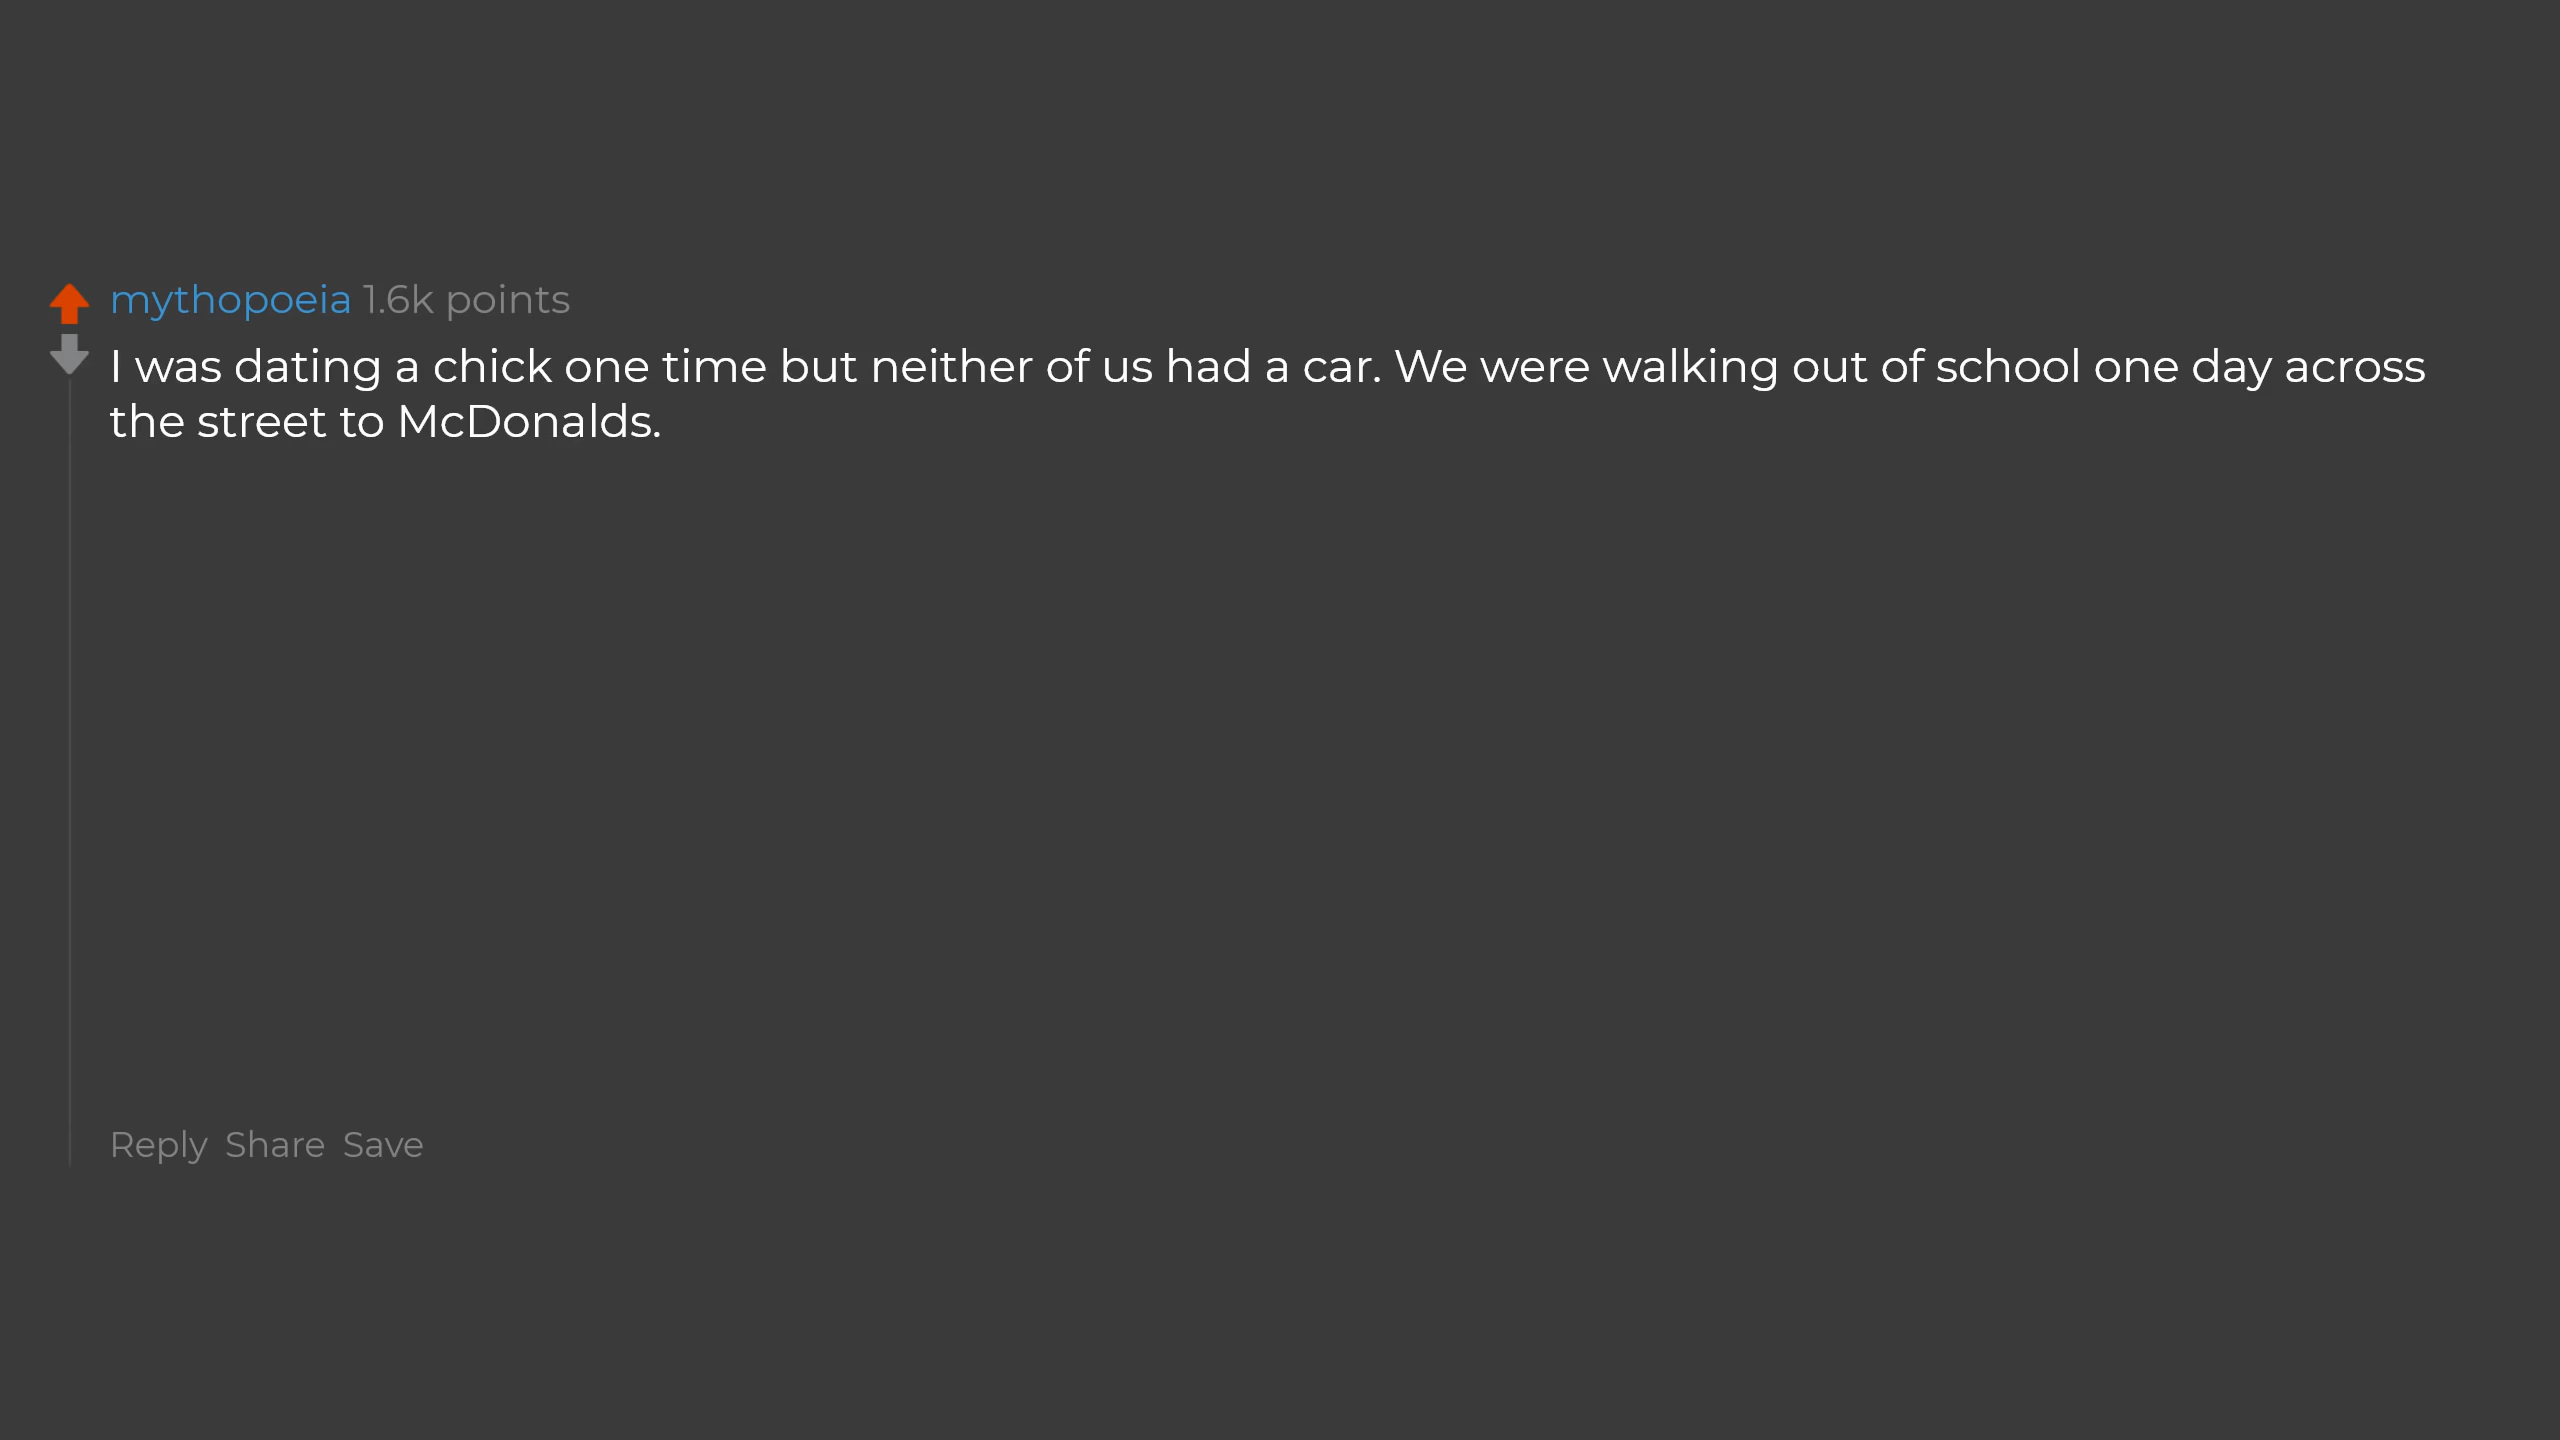 mythopoeia 1.6k points
I was dating a chick one time but neither of us had a car. We were walking out of school one day across
the street to McDonalds.
Reply Share Save